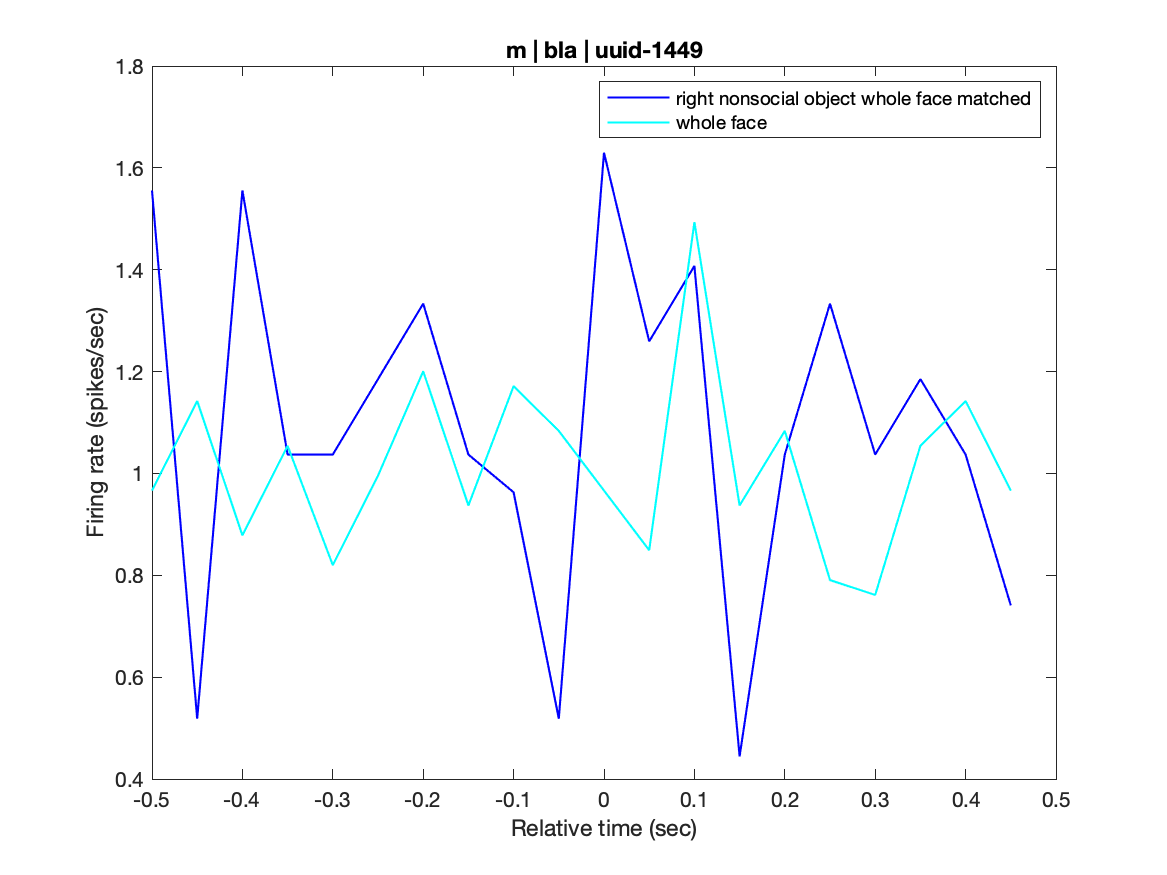 m | bla | uuid-1449
right nonsocial object whole face matched
whole face
Firing rate (spikes/sec)
1.8
1.6
1.4
1.2
1
0.8
0.6
0.4
-0.5 -0.4 -0.3 -0.2 -0.1 0 0.1 0.2 0.3 0.4 0.5
Relative time (sec)